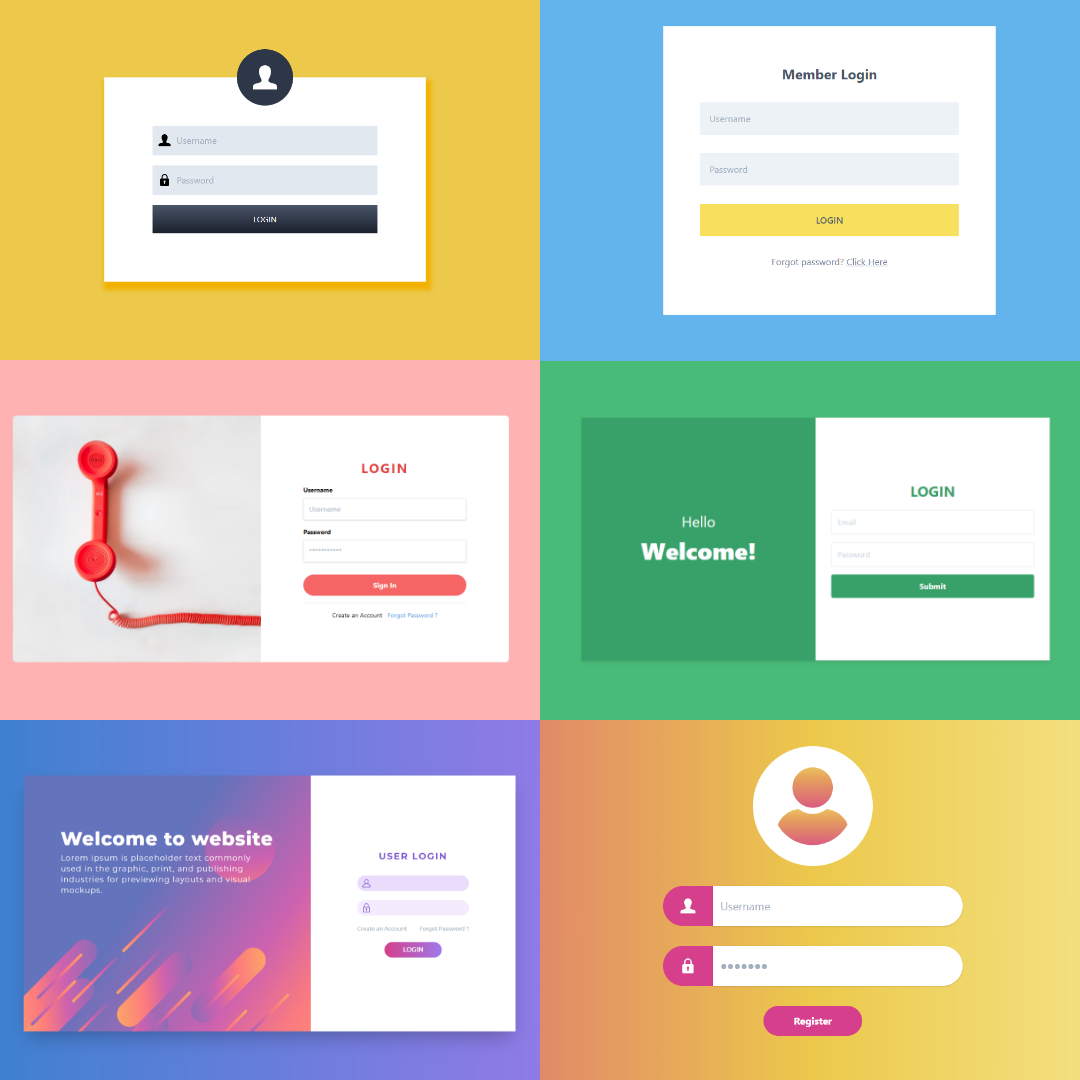 Username
Password
LOGIN
Member Login
Username
Password
LOGIN
Forgot password? Click Here
LOGIN
Username
Username
Password
***********
Sign In
Create an Account Forgot Password ?
Hello
Welcome!
LOGIN
Email
Password
Submit
Welcome to website
Lorem ipsum is placeholder text commonly
used in the graphic, print, and publishing
industries for previewing layouts and visual
mockups.
USER LOGIN
Create an Account Forgot Password ?
LOGIN
Username
●●●●●●●
Register